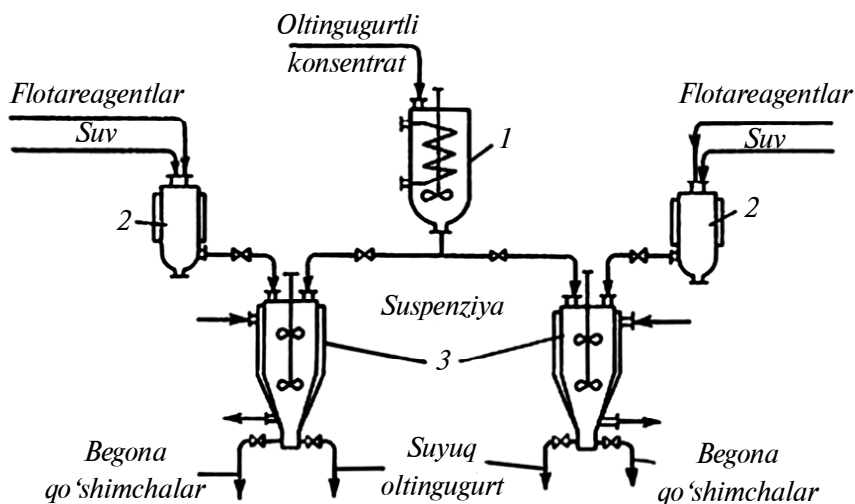 Oltingugurtli
konsentrat
Flotareagentlar
Suv
Flotareagentlar
Suv
1
2
2
Suspenziya
3
Begona
qo‘shimchalar
Suyuq
oltingugurt
Begona
qo‘shimchalar